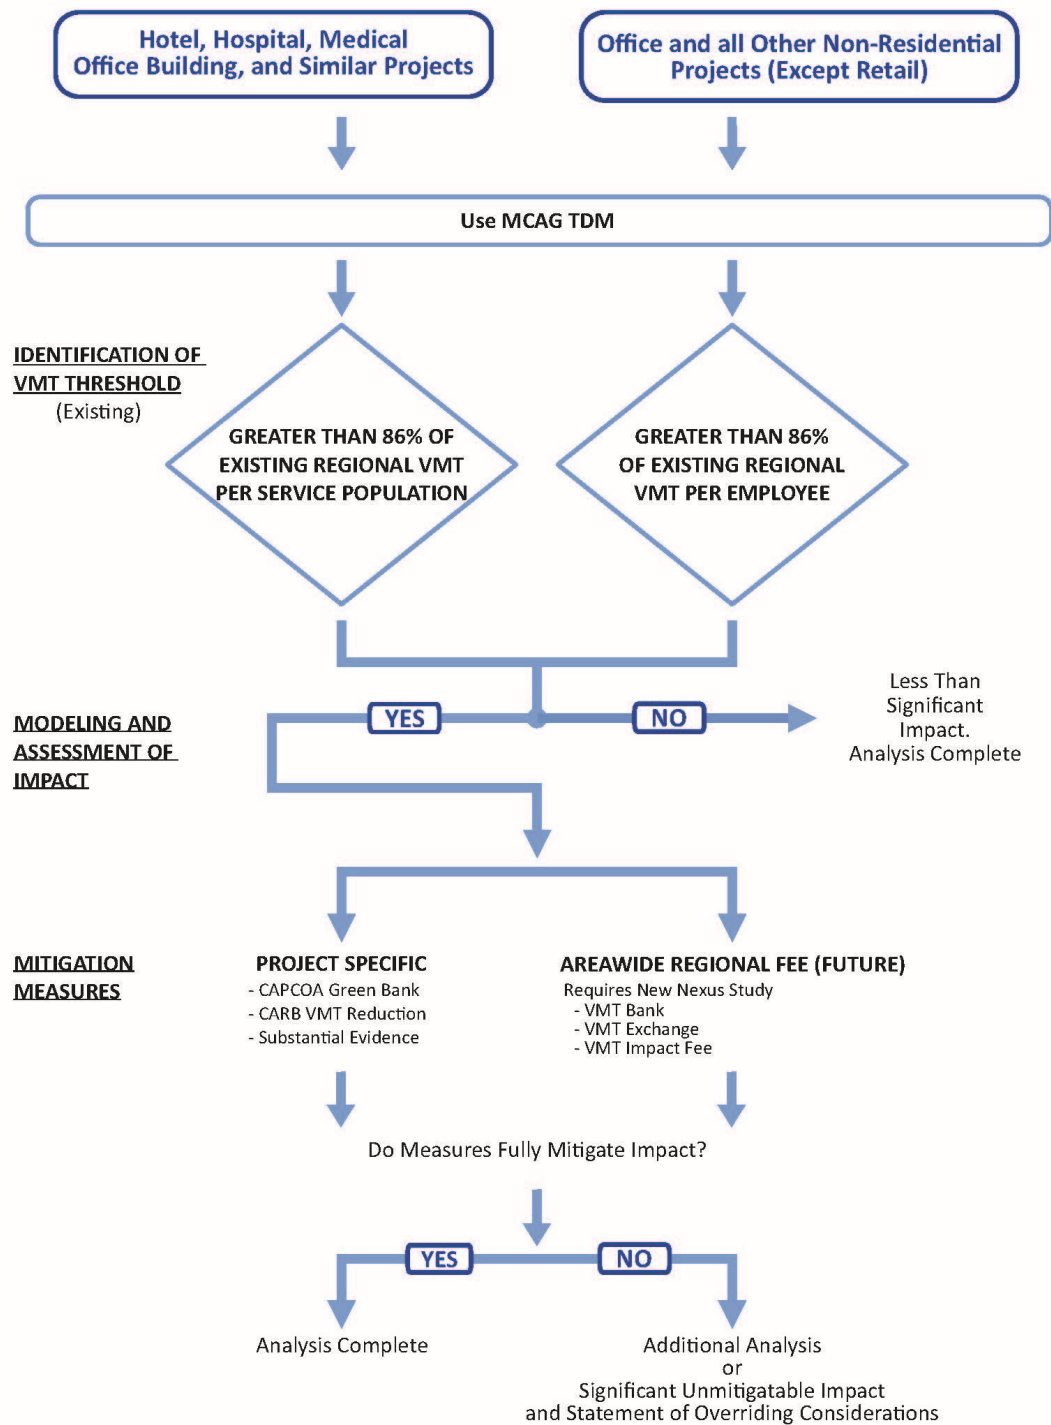 Hotel, Hospital, Medical
Office Building, and Similar Projects
Office and all Other Non-Residential
Projects (Except Retail)
Use MCAG TDM
IDENTIFICATION OF
VMT THRESHOLD
(Existing)
GREATER THAN 86% OF
EXISTING REGIONAL VMT
PER SERVICE POPULATION
GREATER THAN 86%
OF EXISTING REGIONAL
VMT PER EMPLOYEE
MODELING AND
ASSESSMENT OF
IMPACT
YES
NO
Less Than
Significant
Impact.
Analysis Complete
MITIGATION
MEASURES
PROJECT SPECIFIC
- CAPCOA Green Bank
- CARB VMT Reduction
- Substantial Evidence
AREAWIDE REGIONAL FEE (FUTURE)
Requires New Nexus Study
- VMT Bank
- VMT Exchange
- VMT Impact Fee
Do Measures Fully Mitigate Impact?
YES
NO
Analysis Complete
Additional Analysis
or
Significant Unmitigatable Impact
and Statement of Overriding Considerations